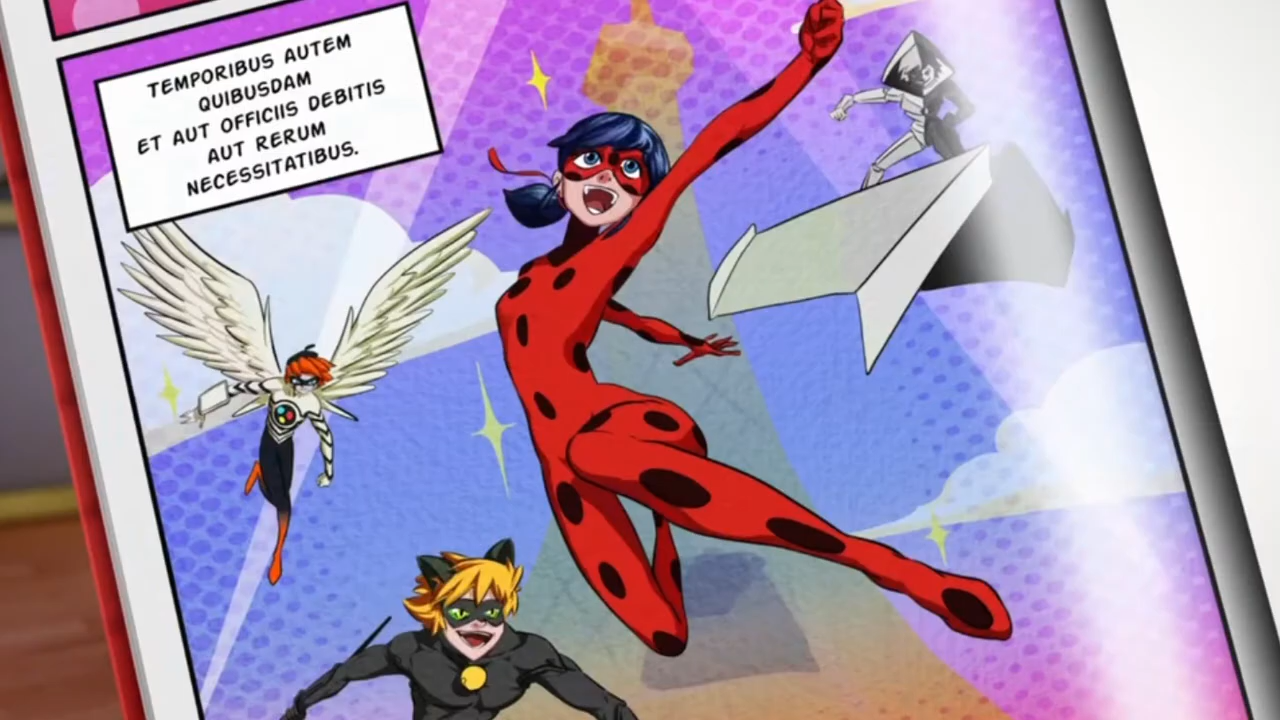 TEMPORIBUS AUTEM
QUIBUSDAM
ET AUT OFFICIIS DEBITIS
AUT RERUM
NECESSITATIBUS.